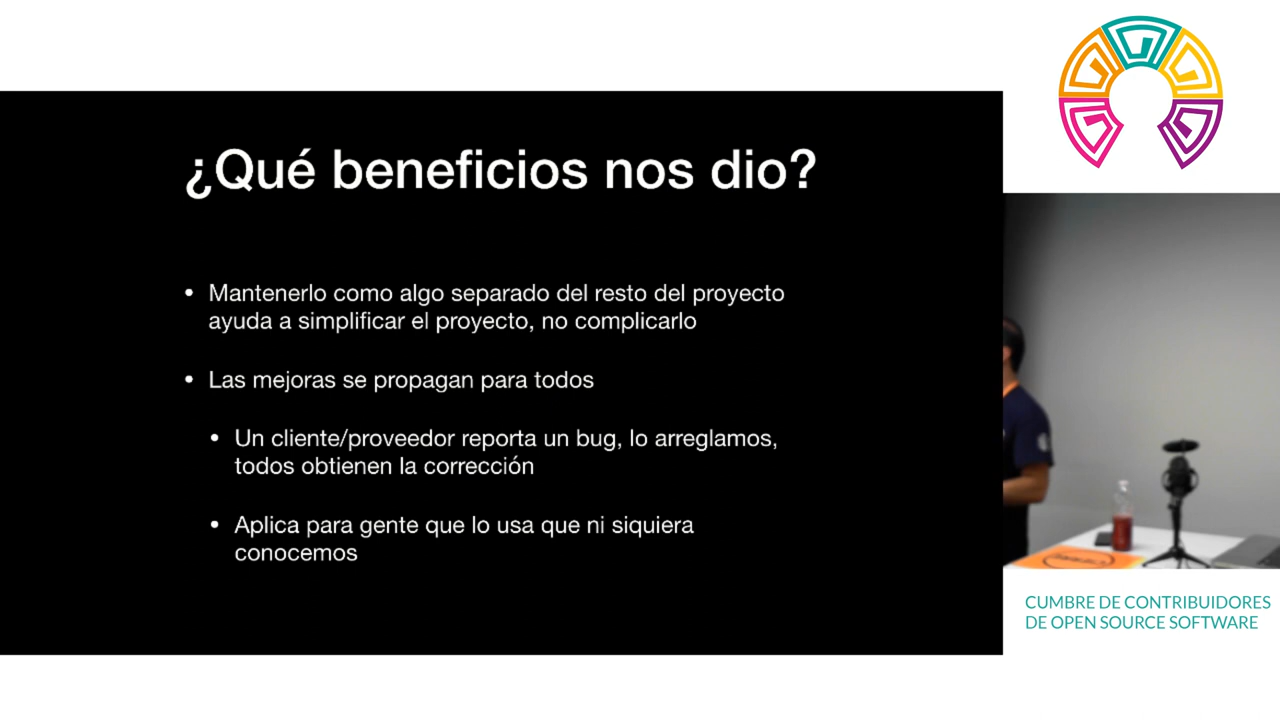 ¿Qué beneficios nos dio?
• Mantenerlo como algo separado del resto del proyecto
ayuda a simplificar el proyecto, no complicarlo
• Las mejoras se propagan para todos
• Un cliente/proveedor reporta un bug, lo arreglamos,
todos obtienen la corrección
• Aplica para gente que lo usa que ni siquiera
conocemos
CUMBRE DE CONTRIBUIDORES
DE OPEN SOURCE SOFTWARE